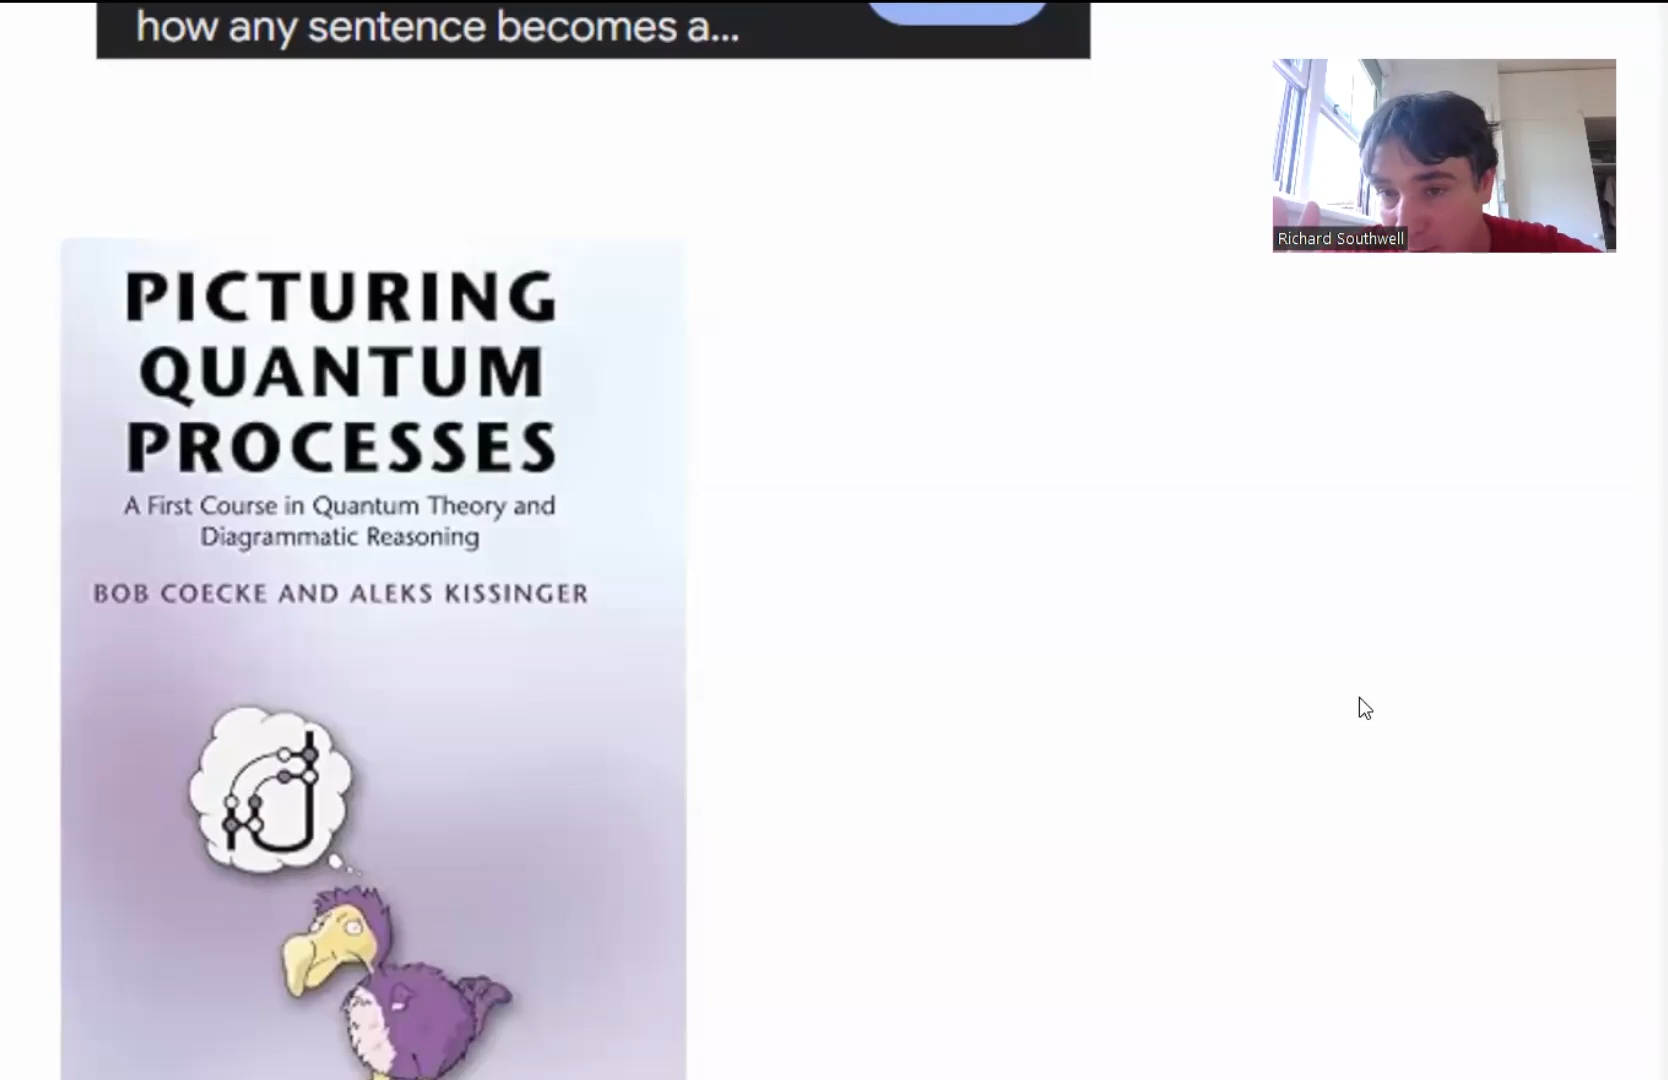 how any sentence becomes a...
Richard Southwell
PICTURING
QUANTUM
PROCESSES
A First Course in Quantum Theory and
Diagrammatic Reasoning
BOB COECKE AND ALEKS KISSINGER